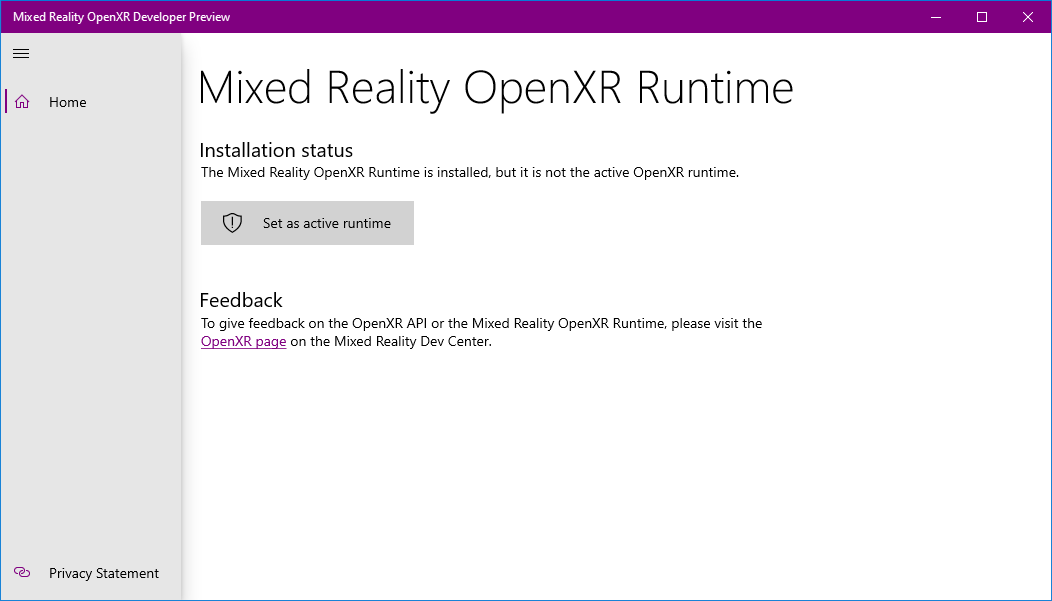 Mixed Reality OpenXR Developer Preview
Home
Mixed Reality OpenXR Runtime
Installation status
The Mixed Reality OpenXR Runtime is installed, but it is not the active OpenXR runtime.
Set as active runtime
Feedback
To give feedback on the OpenXR API or the Mixed Reality OpenXR Runtime, please visit the
OpenXR page on the Mixed Reality Dev Center.
Privacy Statement